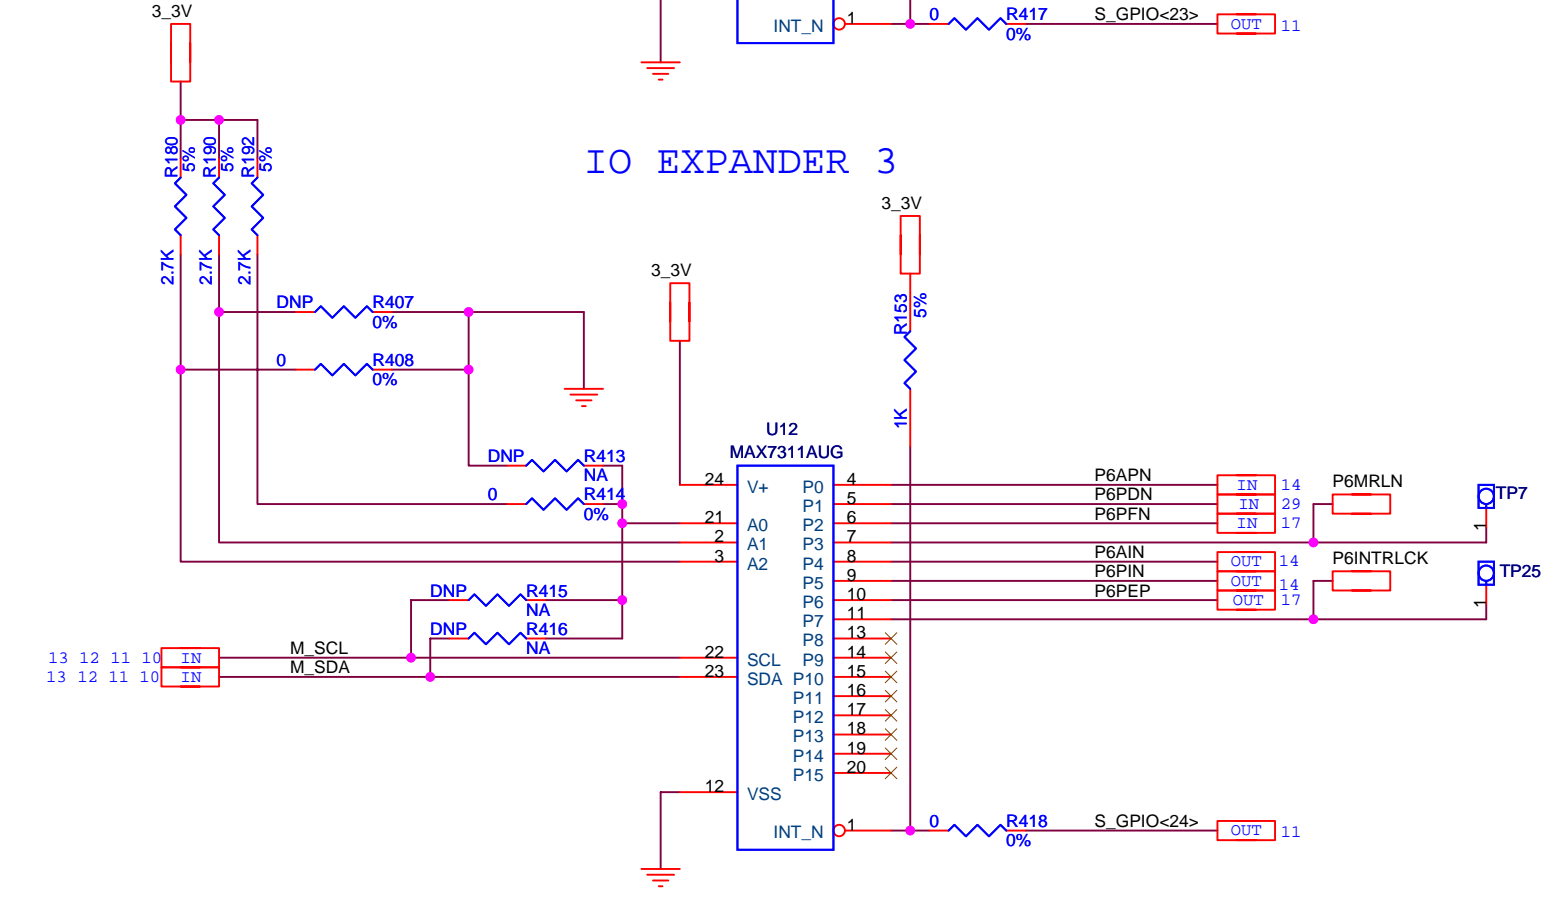 3_3V
INT_N 1 0 R417 S_GPIO<23> OUT 11
0%
R180 5% R190 5% R192 5%
2.7K 2.7K 2.7K
IO EXPANDER 3
3_3V
3_3V
R153 5%
1K
DNP R407
0%
0 R408
0%
U12
MAX7311AUG
DNP R413
NA
0 R414
0%
24 V+ P0 4 P6APN IN 14
P1 5 P6PDN IN 29
21 A0 P2 6 P6PFN IN 17
2 A1 P3 7
3 A2 P4 8 P6AIN OUT 14
P5 9 P6PIN OUT 14
P6 10 P6PEP OUT 17
P7 11
P6MRLN
TP7
1
P6INTRLCK
TP25
1
DNP R415
NA
DNP R416
NA
P8 13
13 12 11 10 IN M_SCL 22 SCL P9 14
13 12 11 10 IN M_SDA 23 SDA P10 15
P11 16
P12 17
P13 18
P14 19
P15 20
12 VSS
INT_N 1 0 R418 S_GPIO<24> OUT 11
0%